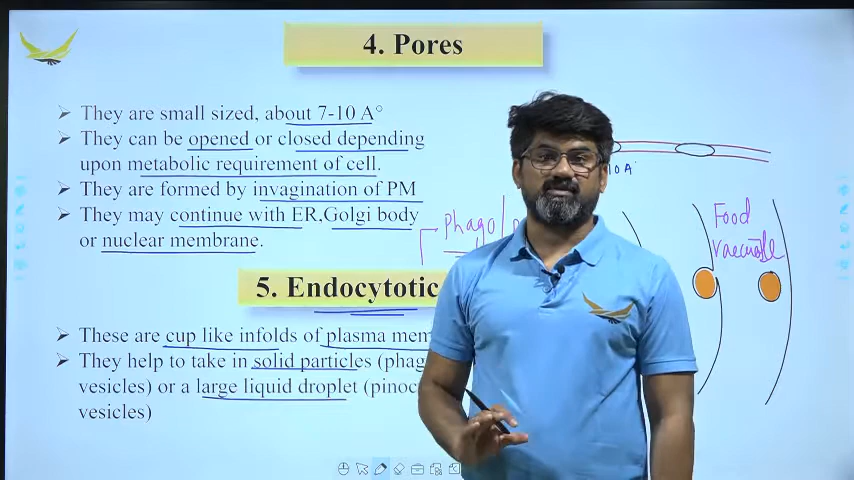 4. Pores
➢ They are small sized, about 7-10 A°
➢ They can be opened or closed depending
upon metabolic requirement of cell.
➢ They are formed by invagination of PM
➢ They may continue with ER,Golgi body
or nuclear membrane.
10 A°
Phago/
Food
vacuole
5. Endocytotic
➢ These are cup like infolds of plasma mem
➢ They help to take in solid particles (phag
vesicles) or a large liquid droplet (pinoc
vesicles)